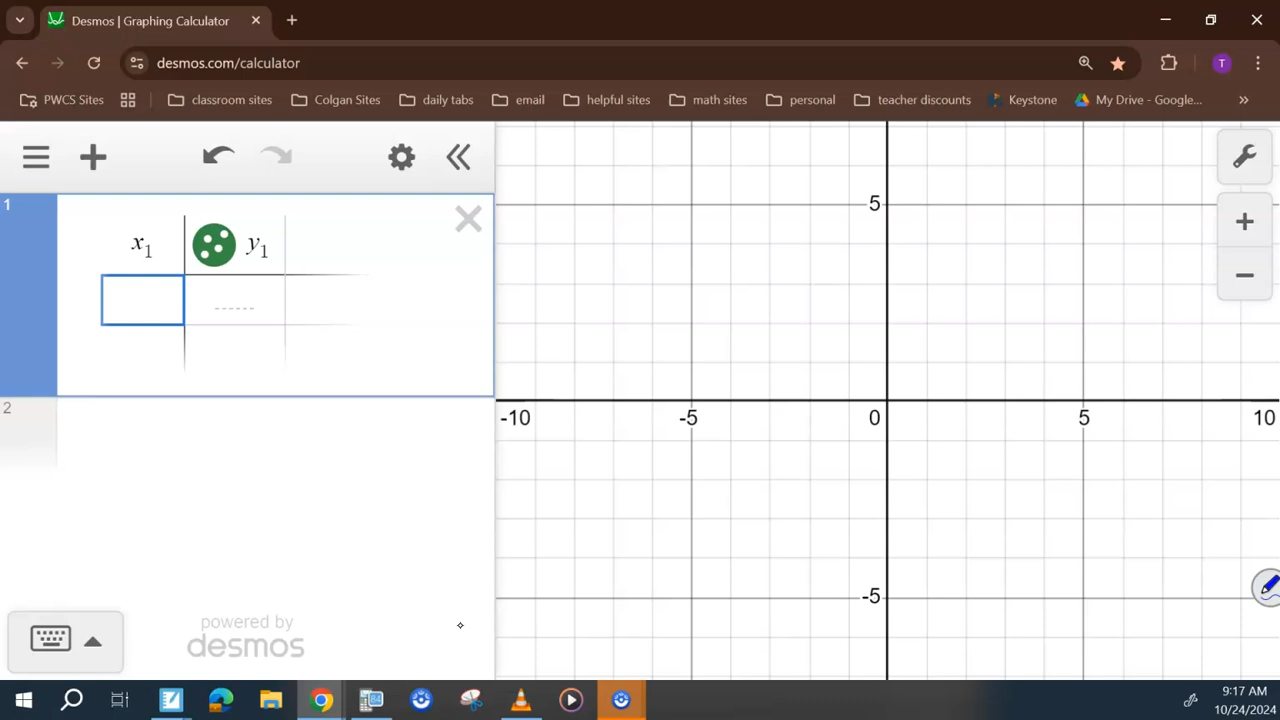 Desmos | Graphing Calculator
desmos.com/calculator
PWCS Sites
classroom sites
Colgan Sites
daily tabs
email
helpful sites
math sites
personal
teacher discounts
Keystone
My Drive - Google...
1
x1
y1
2
powered by
desmos
5
-10
-5
0
5
10
-5
T
9:17 AM
10/24/2024